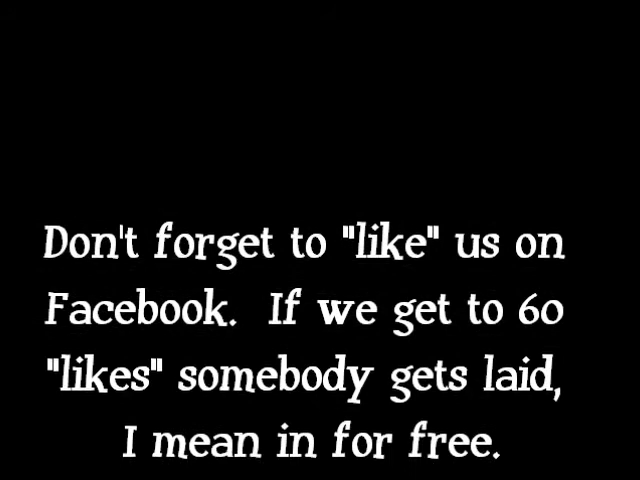 Don't forget to "like" us on
Facebook.  If we get to 60
"likes" somebody gets laid,
I mean in for free.